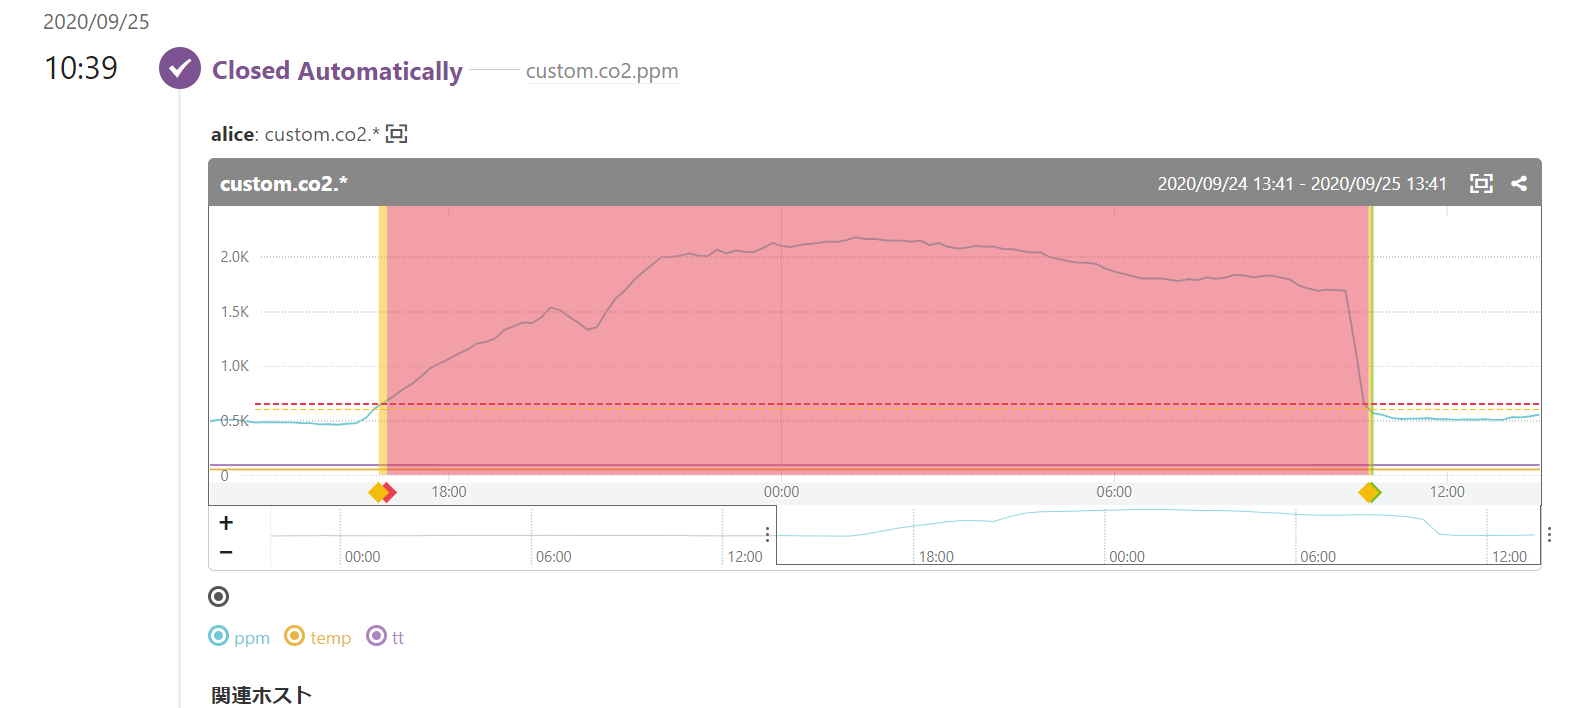 2020/09/25
10:39 Closed Automatically custom.co2.ppm
alice: custom.co2.*
custom.co2.* 2020/09/24 13:41 - 2020/09/25 13:41
2.0K
1.5K
1.0K
0.5K
0
18:00 00:00 06:00 12:00
+
−
00:00 06:00 12:00 18:00 00:00 06:00 12:00
ppm temp tt
関連ホスト